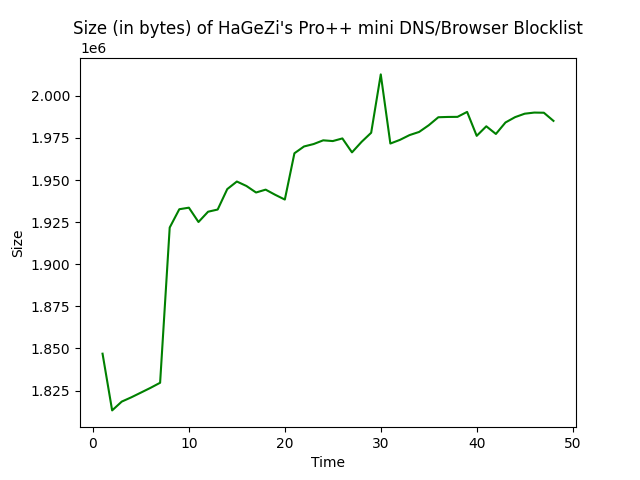 Size (in bytes) of HaGeZi's Pro++ mini DNS/Browser Blocklist
1e6
2.000
1.975
1.950
1.925
1.900
1.875
1.850
1.825
Size
0 10 20 30 40 50
Time